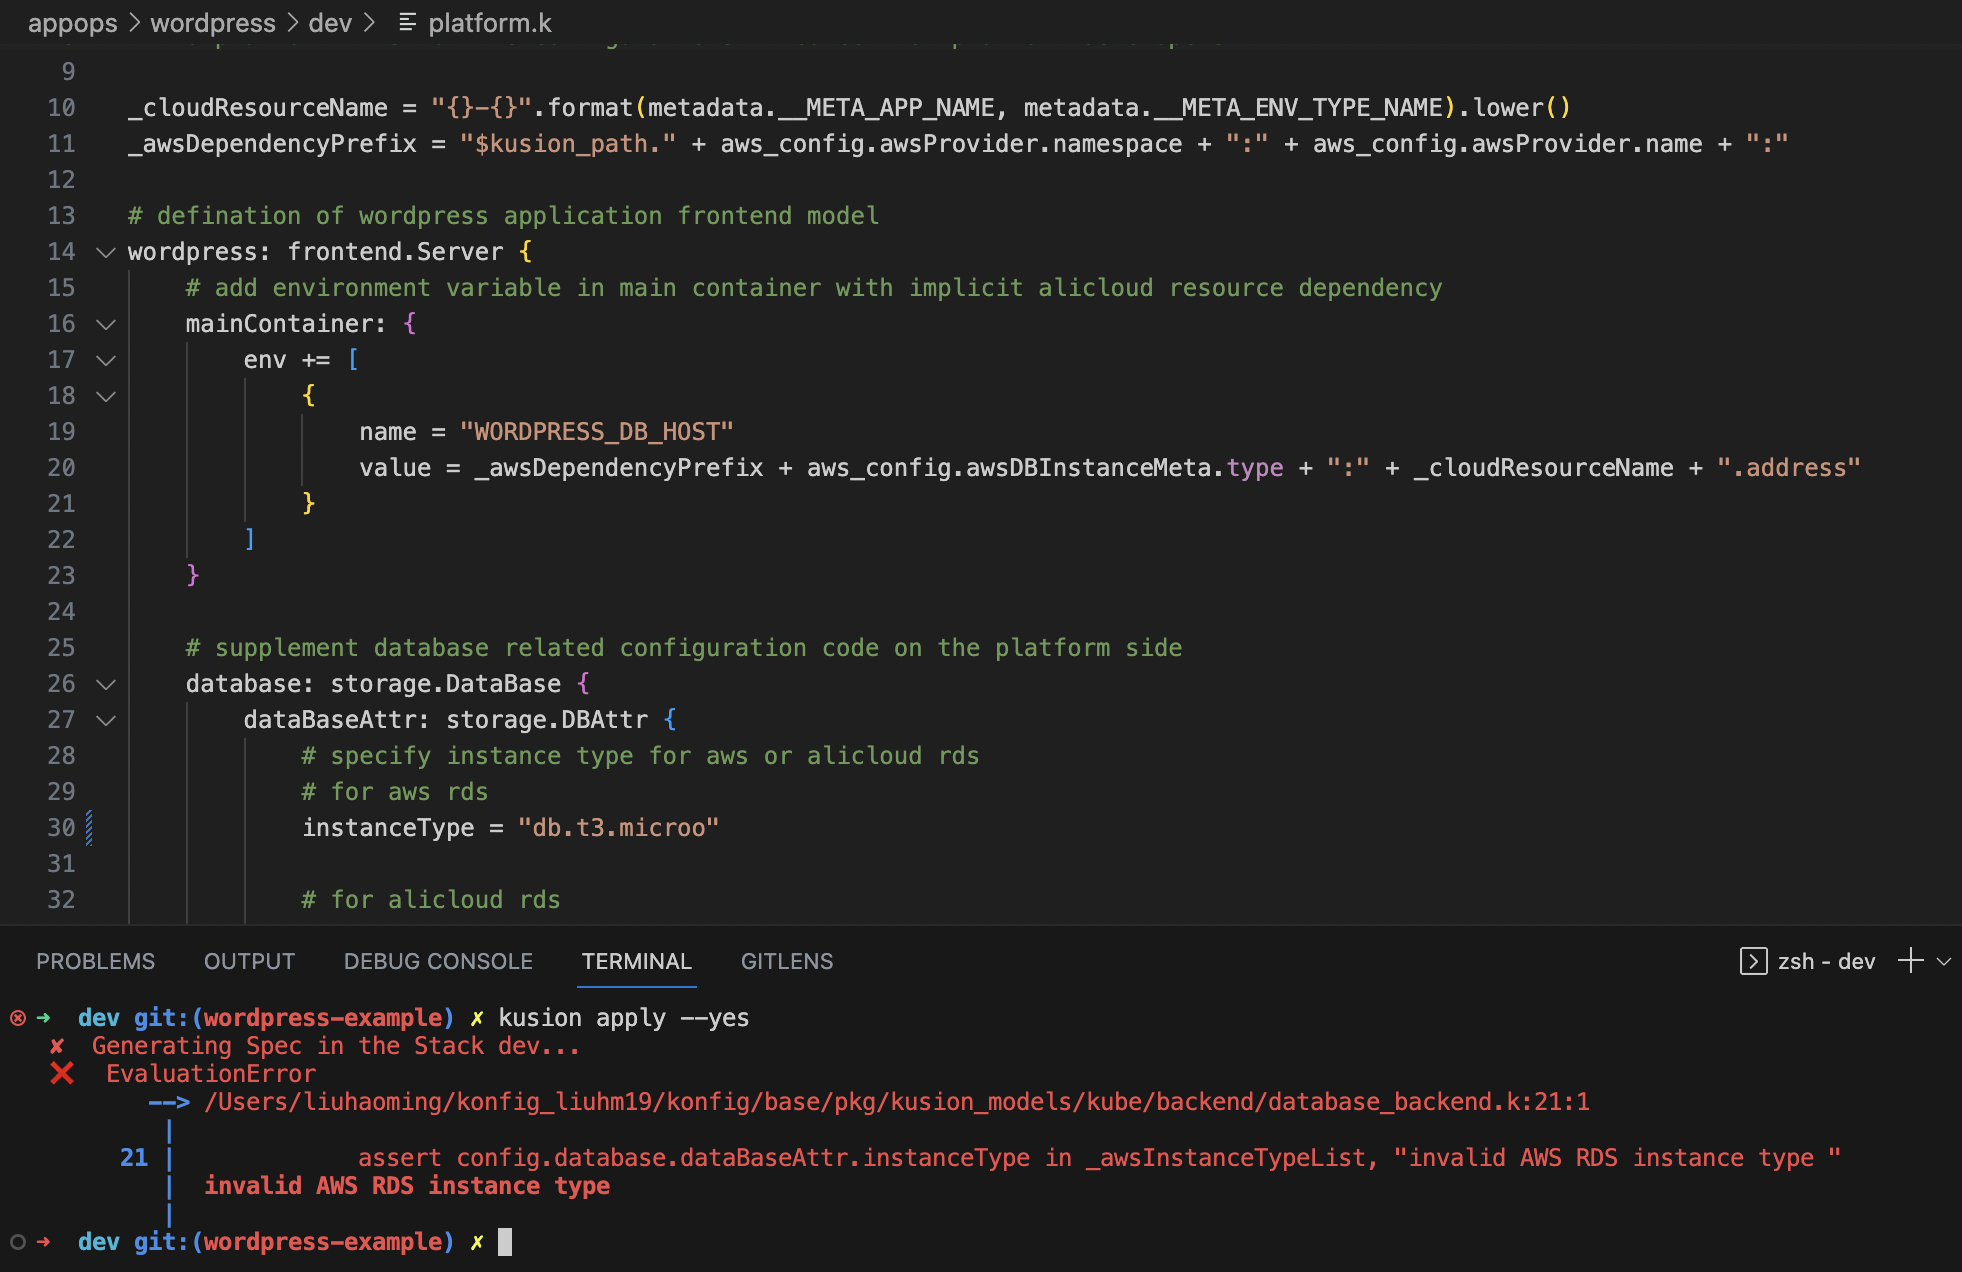 appops > wordpress > dev > platform.k
9
10 _cloudResourceName = "{}-{}".format(metadata.__META_APP_NAME, metadata.__META_ENV_TYPE_NAME).lower()
11 _awsDependencyPrefix = "$kusion_path." + aws_config.awsProvider.namespace + ":" + aws_config.awsProvider.name + ":"
12
13 # defination of wordpress application frontend model
14 wordpress: frontend.Server {
15 # add environment variable in main container with implicit alicloud resource dependency
16 mainContainer: {
17 env += [
18 {
19 name = "WORDPRESS_DB_HOST"
20 value = _awsDependencyPrefix + aws_config.awsDBInstanceMeta.type + ":" + _cloudResourceName + ".address"
21 }
22 ]
23 }
24
25 # supplement database related configuration code on the platform side
26 database: storage.DataBase {
27 dataBaseAttr: storage.DBAttr {
28 # specify instance type for aws or alicloud rds
29 # for aws rds
30 instanceType = "db.t3.microo"
31
32 # for alicloud rds
PROBLEMS OUTPUT DEBUG CONSOLE TERMINAL GITLENS zsh - dev
➜ dev git:(wordpress-example) ✗ kusion apply --yes
✘ Generating Spec in the Stack dev...
❌ EvaluationError
--> /Users/liuhaoming/konfig_liuhm19/konfig/base/pkg/kusion_models/kube/backend/database_backend.k:21:1
|
21 | assert config.database.dataBaseAttr.instanceType in _awsInstanceTypeList, "invalid AWS RDS instance type "
| invalid AWS RDS instance type
|
➜ dev git:(wordpress-example) ✗